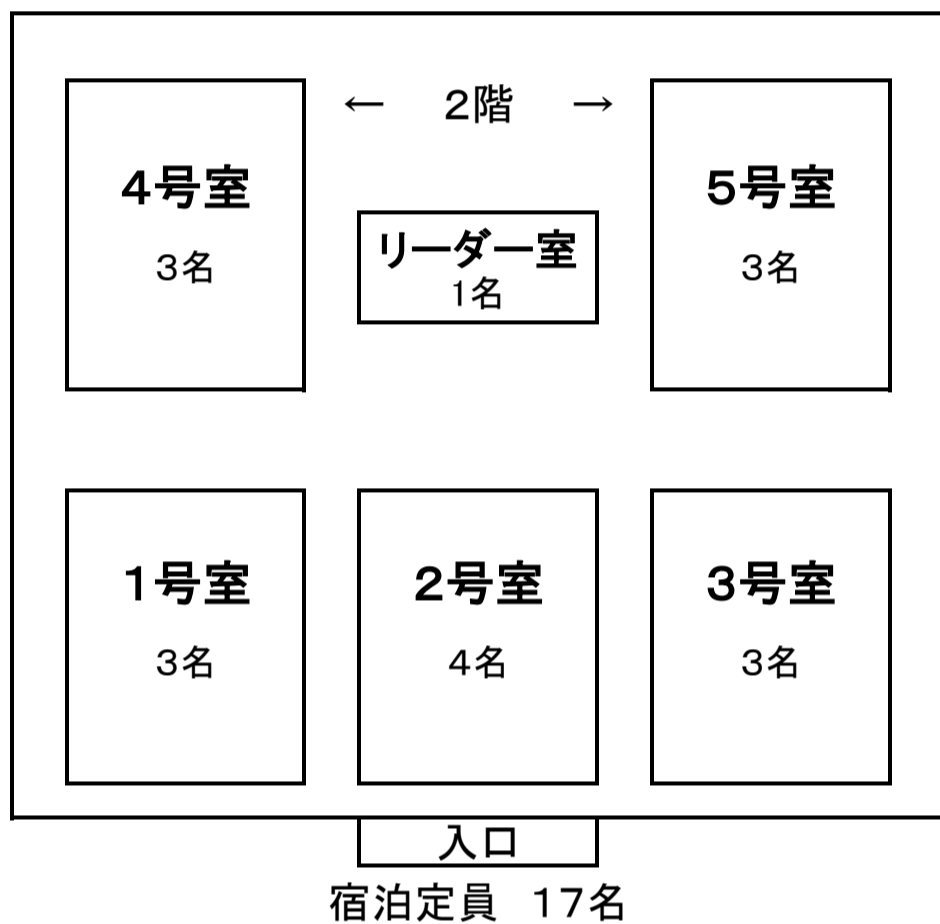 ← 2階 →
4号室
3名
リーダー室
1名
5号室
3名
1号室
3名
2号室
4名
3号室
3名
入口
宿泊定員 17名